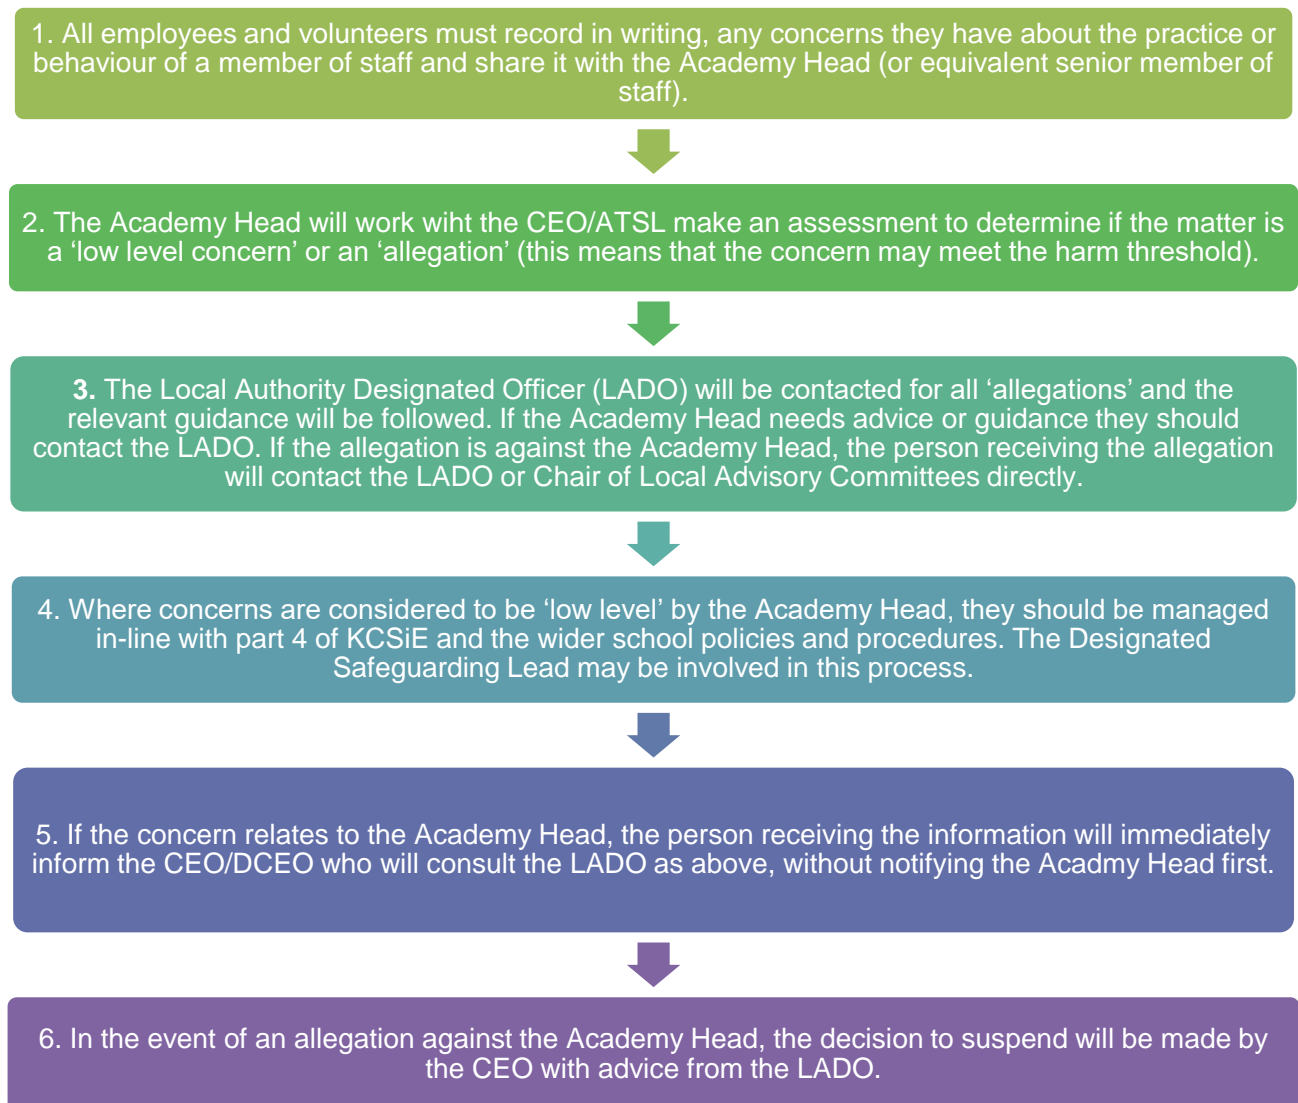 1. All employees and volunteers must record in writing, any concerns they have about the practice or
behaviour of a member of staff and share it with the Academy Head (or equivalent senior member of
staff).
2. The Academy Head will work wiht the CEO/ATSL make an assessment to determine if the matter is
a ‘low level concern’ or an ‘allegation’ (this means that the concern may meet the harm threshold).
3. The Local Authority Designated Officer (LADO) will be contacted for all ‘allegations’ and the
relevant guidance will be followed. If the Academy Head needs advice or guidance they should
contact the LADO. If the allegation is against the Academy Head, the person receiving the allegation
will contact the LADO or Chair of Local Advisory Committees directly.
4. Where concerns are considered to be ‘low level’ by the Academy Head, they should be managed
in-line with part 4 of KCSiE and the wider school policies and procedures. The Designated
Safeguarding Lead may be involved in this process.
5. If the concern relates to the Academy Head, the person receiving the information will immediately
inform the CEO/DCEO who will consult the LADO as above, without notifying the Acadmy Head first.
6. In the event of an allegation against the Academy Head, the decision to suspend will be made by
the CEO with advice from the LADO.